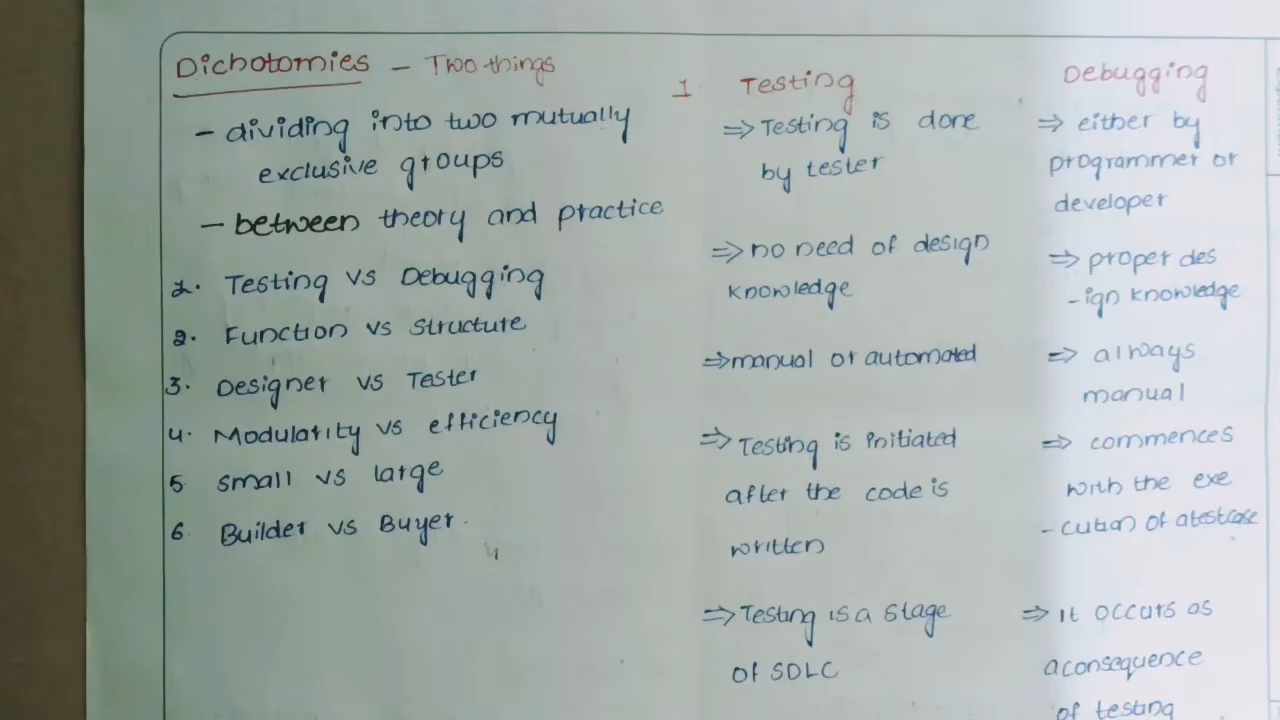 Dichotomies - Two things
- dividing into two mutually
exclusive groups
- between theory and practice
1. Testing vs Debugging
2. Function vs structure
3. Designer vs Tester
4. Modularity vs efficiency
5 small vs large
6. Builder vs Buyer.
1 Testing
⇒ Testing is done
by tester
⇒ no need of design
knowledge
⇒ manual or automated
⇒ Testing is initiated
after the code is
written
⇒ Testing is a stage
of SDLC
Debugging
⇒ either by
programmer or
developer
⇒ proper des
-ign knowledge
⇒ always
manual
⇒ commences
with the exe
-cution of a testcase
⇒ it occurs as
a consequence
of testing